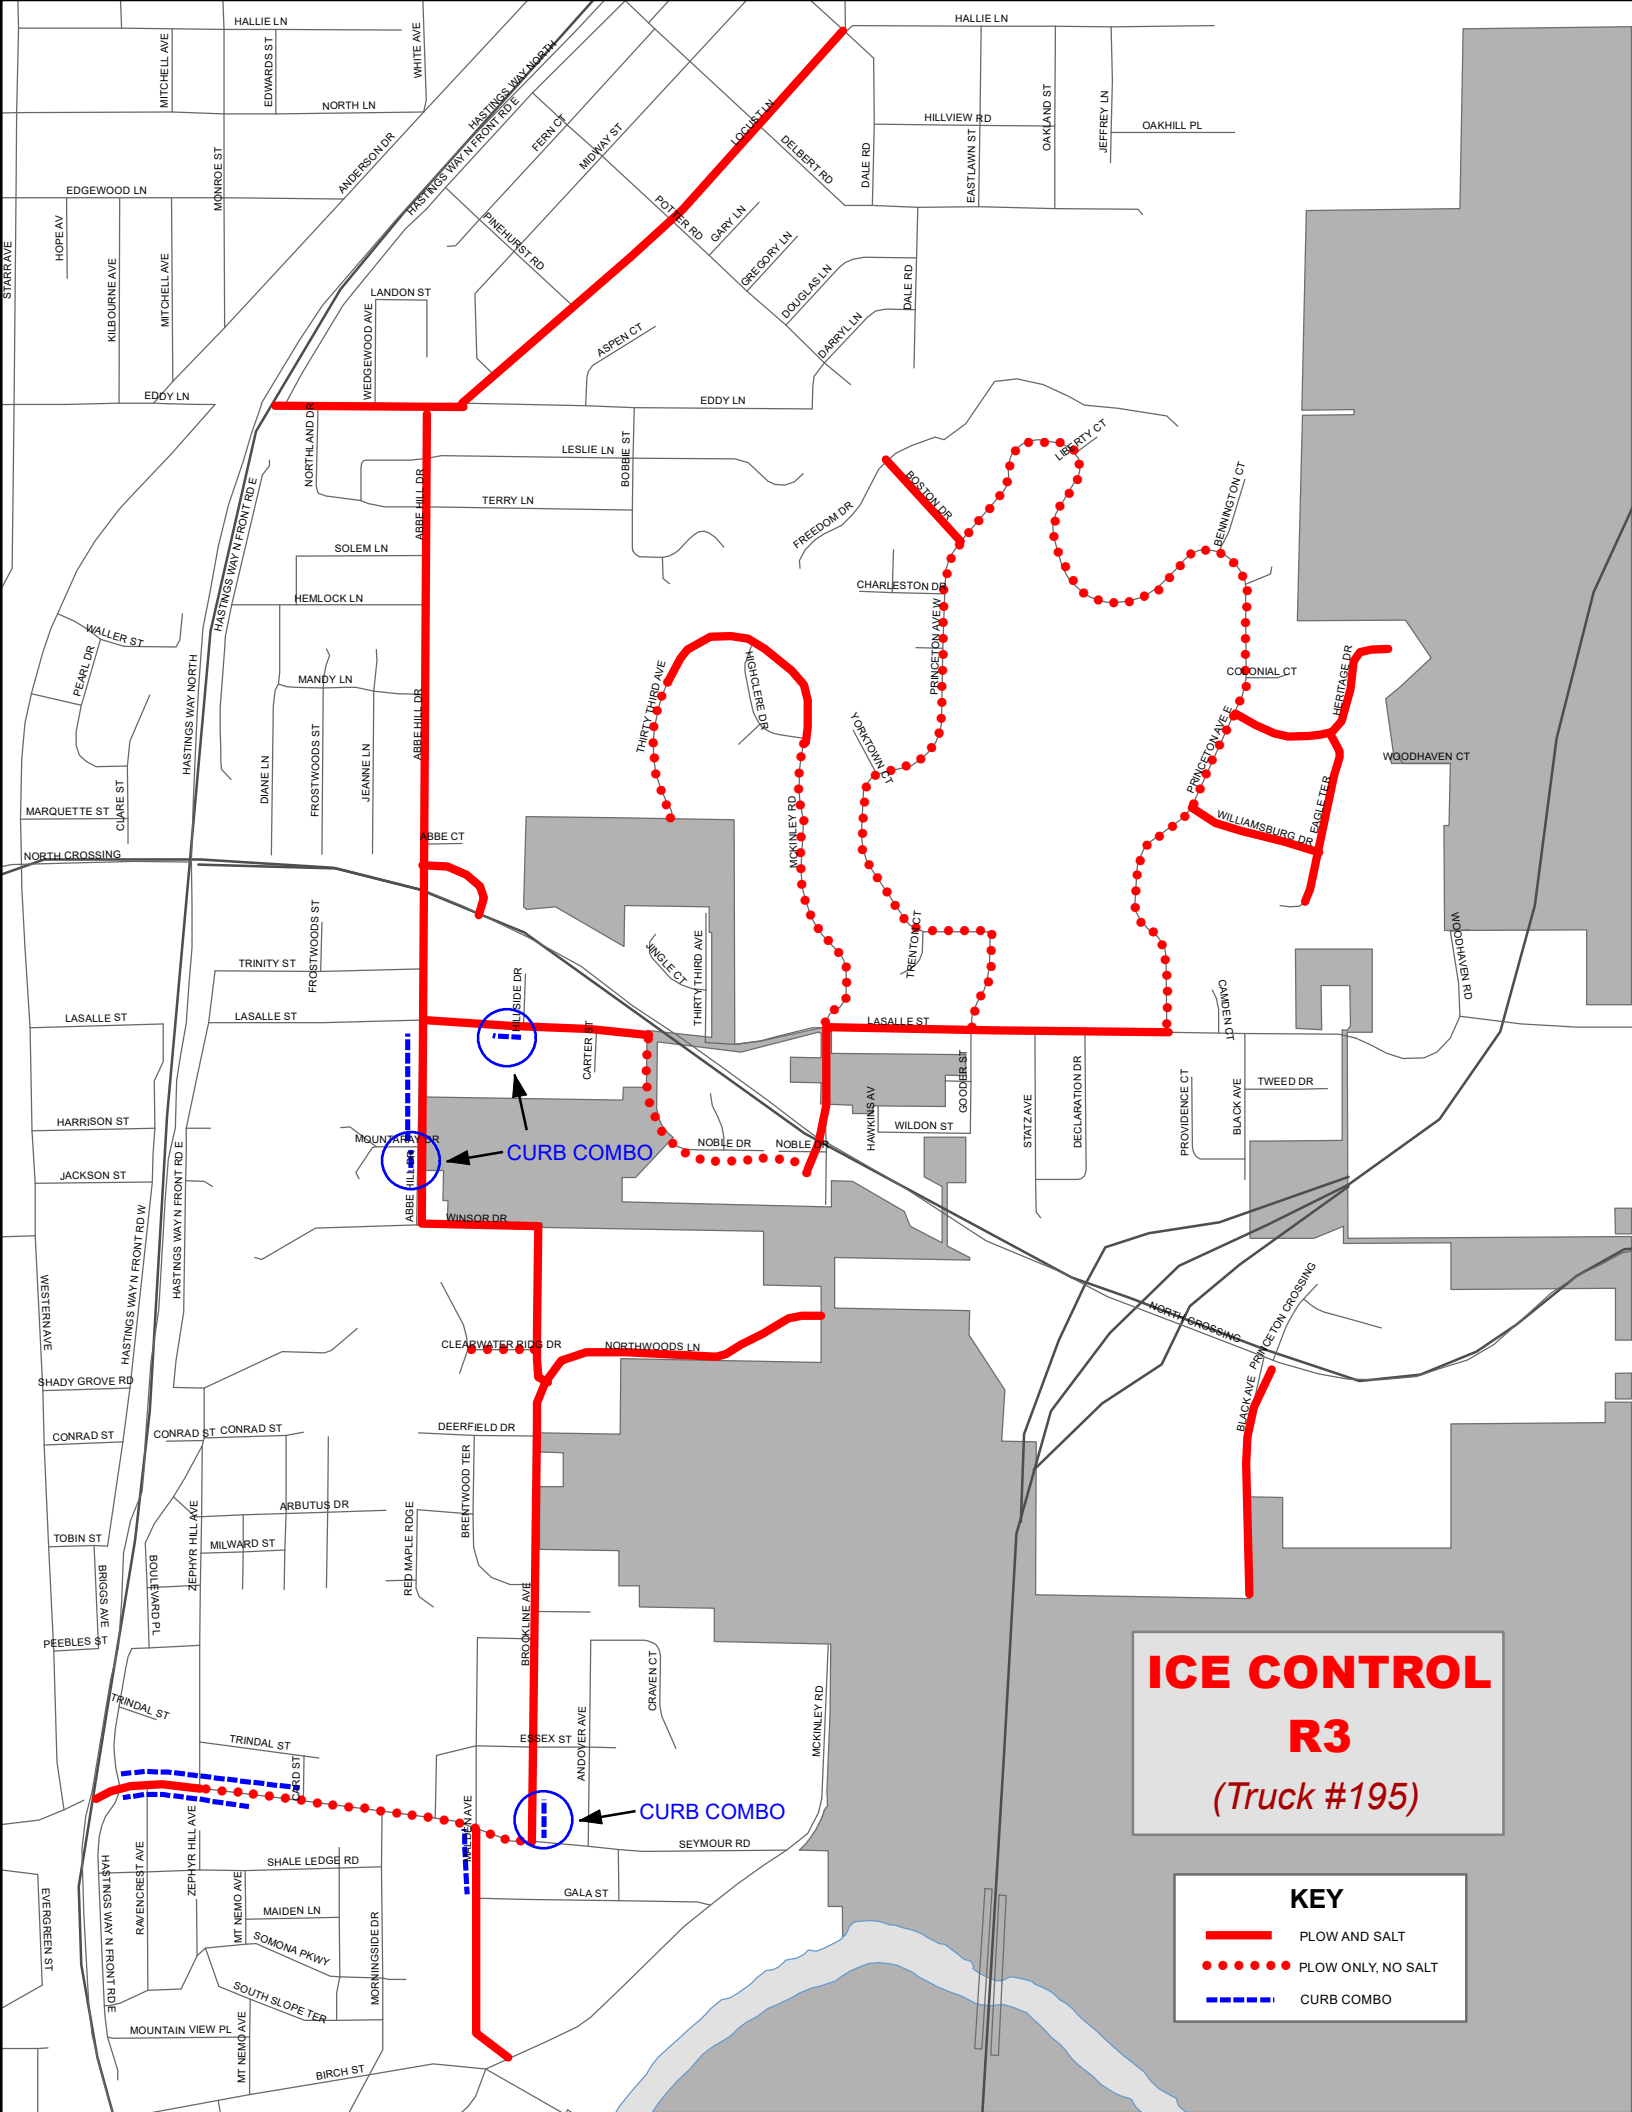 HALLIE LN
HALLIE LN
MITCHELL AVE
EDWARDS ST
WHITE AVE
HASTINGS WAY NORTH
NORTH LN
HASTINGS WAY N FRONT RD E
FERN CT
MIDWAY ST
LOCUST LN
DELBERT RD
DALE RD
HILLVIEW RD
EASTLAWN ST
OAKLAND ST
JEFFREY LN
OAKHILL PL
ANDERSON DR
MONROE ST
EDGEWOOD LN
STARR AVE
HOPE AV
KILBOURNE AVE
MITCHELL AVE
PINEHURST RD
POTTER RD
GARY LN
GREGORY LN
DOUGLAS LN
DARRYL LN
DALE RD
LANDON ST
WEDGEWOOD AVE
ASPEN CT
EDDY LN
EDDY LN
NORTHLAND DR
LESLIE LN
BOBBIE ST
TERRY LN
ABBE HILL DR
SOLEM LN
HEMLOCK LN
HASTINGS WAY N FRONT RD E
FREEDOM DR
BOSTON DR
LIBERTY CT
BENNINGTON CT
CHARLESTON DR
PRINCETON AVE W
WALLER ST
PEARL DR
HASTINGS WAY NORTH
MANDY LN
ABBE HILL DR
DIANE LN
FROSTWOODS ST
JEANNE LN
THIRTY THIRD AVE
HIGHCLERE DR
YORKTOWN CT
COLONIAL CT
HERITAGE DR
PRINCETON AVE E
WOODHAVEN CT
EAGLE TER
WILLIAMSBURG DR
MARQUETTE ST
CLARE ST
MCKINLEY RD
ABBE CT
NORTH CROSSING
FROSTWOODS ST
TRINITY ST
HILLSIDE DR
JINGLE CT
THIRTY THIRD AVE
TRENTON CT
WOODHAVEN RD
CAMDEN CT
LASALLE ST
LASALLE ST
LASALLE ST
CARTER ST
GOODER ST
STATZ AVE
DECLARATION DR
PROVIDENCE CT
BLACK AVE
TWEED DR
HARRISON ST
MOUNTARAY DR
CURB COMBO
NOBLE DR
NOBLE DR
HAWKINS AV
WILDON ST
JACKSON ST
HASTINGS WAY N FRONT RD W
HASTINGS WAY N FRONT RD E
ABBE HILL DR
WINSOR DR
WESTERN AVE
CLEARWATER RIDG DR
NORTHWOODS LN
NORTH CROSSING
PRINCETON CROSSING
BLACK AVE
SHADY GROVE RD
CONRAD ST
CONRAD ST
CONRAD ST
DEERFIELD DR
BRENTWOOD TER
ARBUTUS DR
RED MAPLE RDGE
ZEPHYR HILL AVE
TOBIN ST
MILWARD ST
BRIGGS AVE
BOULEVARD PL
PEEBLES ST
BROOKLINE AVE
CRAVEN CT
MCKINLEY RD
TRINDAL ST
TRINDAL ST
CARD ST
ESSEX ST
ANDOVER AVE
MALDEN AVE
CURB COMBO
SEYMOUR RD
ZEPHYR HILL AVE
RAVENCREST AVE
SHALE LEDGE RD
GALA ST
EVERGREEN ST
HASTINGS WAY N FRONT RD E
MT NEMO AVE
MAIDEN LN
SOMONA PKWY
MORNINGSIDE DR
SOUTH SLOPE TER
MOUNTAIN VIEW PL
MT NEMO AVE
BIRCH ST
ICE CONTROL
R3
(Truck #195)
KEY
PLOW AND SALT
PLOW ONLY, NO SALT
CURB COMBO